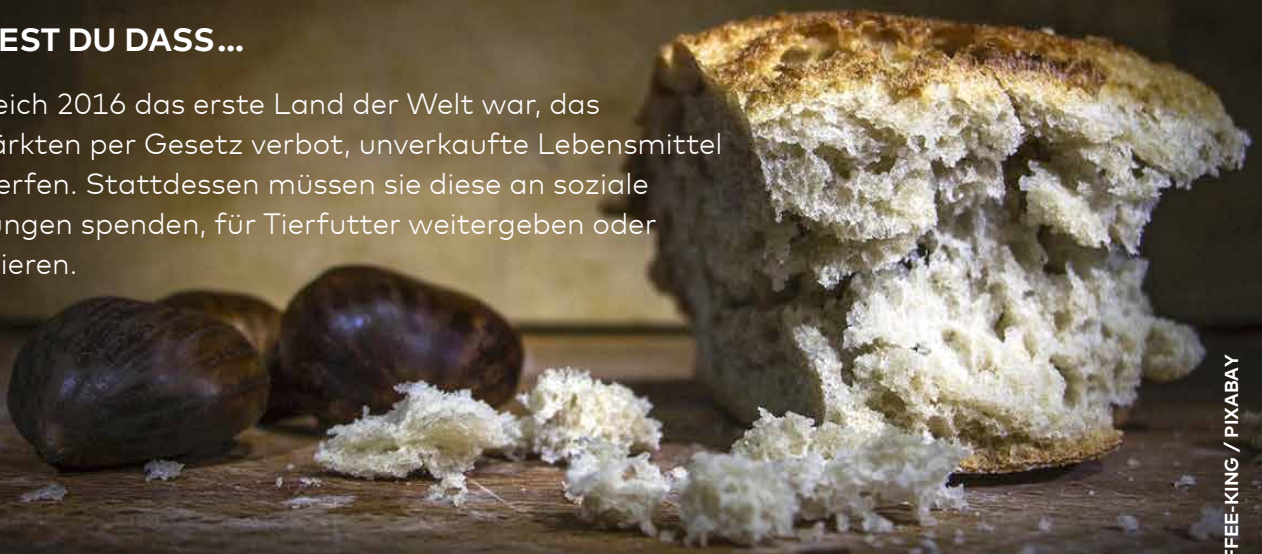 EST DU DASS...
eich 2016 das erste Land der Welt war, das
ärkten per Gesetz verbot, unverkaufte Lebensmittel
erfen. Stattdessen müssen sie diese an soziale
ungen spenden, für Tierfutter weitergeben oder
ieren.
FFEE-KING / PIXABAY